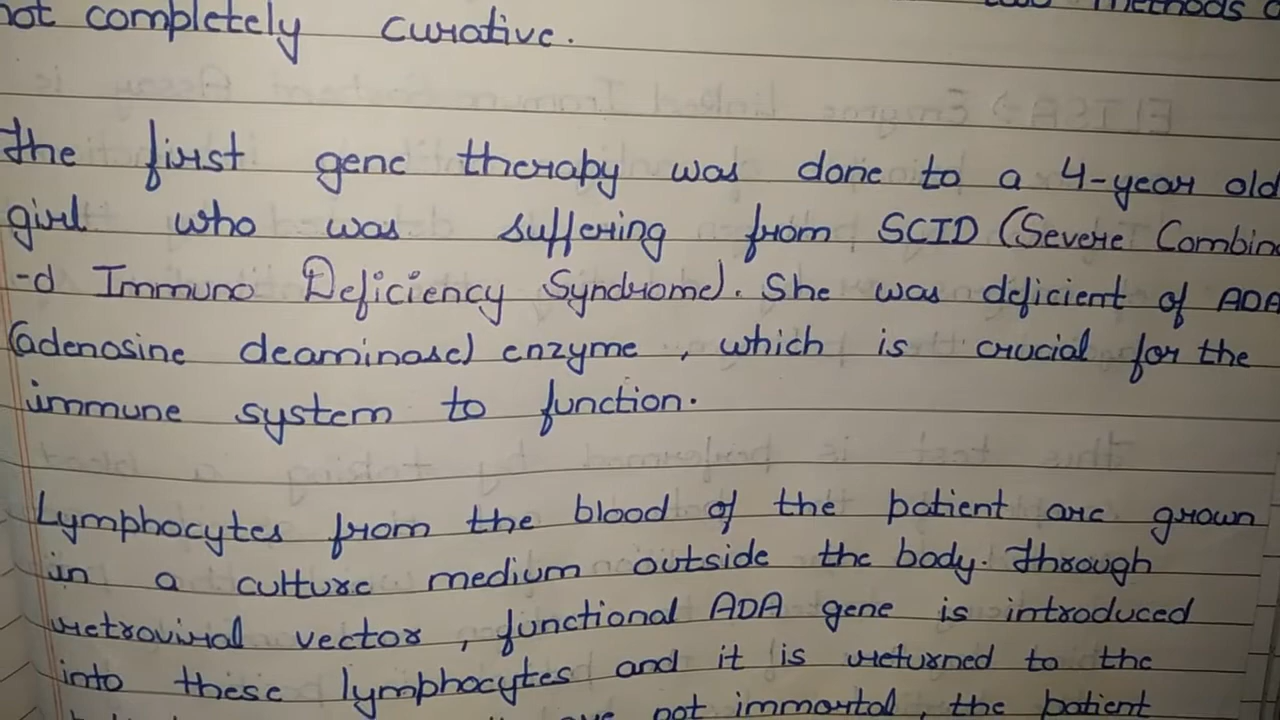 methods
not completely curative.
The first gene therapy was done to a 4-year old
girl who was suffering from SCID (Severe Combine
-d Immuno Deficiency Syndrome). She was deficient of ADA
(adenosine deaminase) enzyme, which is crucial for the
immune system to function.
Lymphocytes from the blood of the patient are grown
in a culture medium outside the body. Through
retroviral vector, functional ADA gene is introduced
into these lymphocytes and it is returned to the
not immortal, the patient